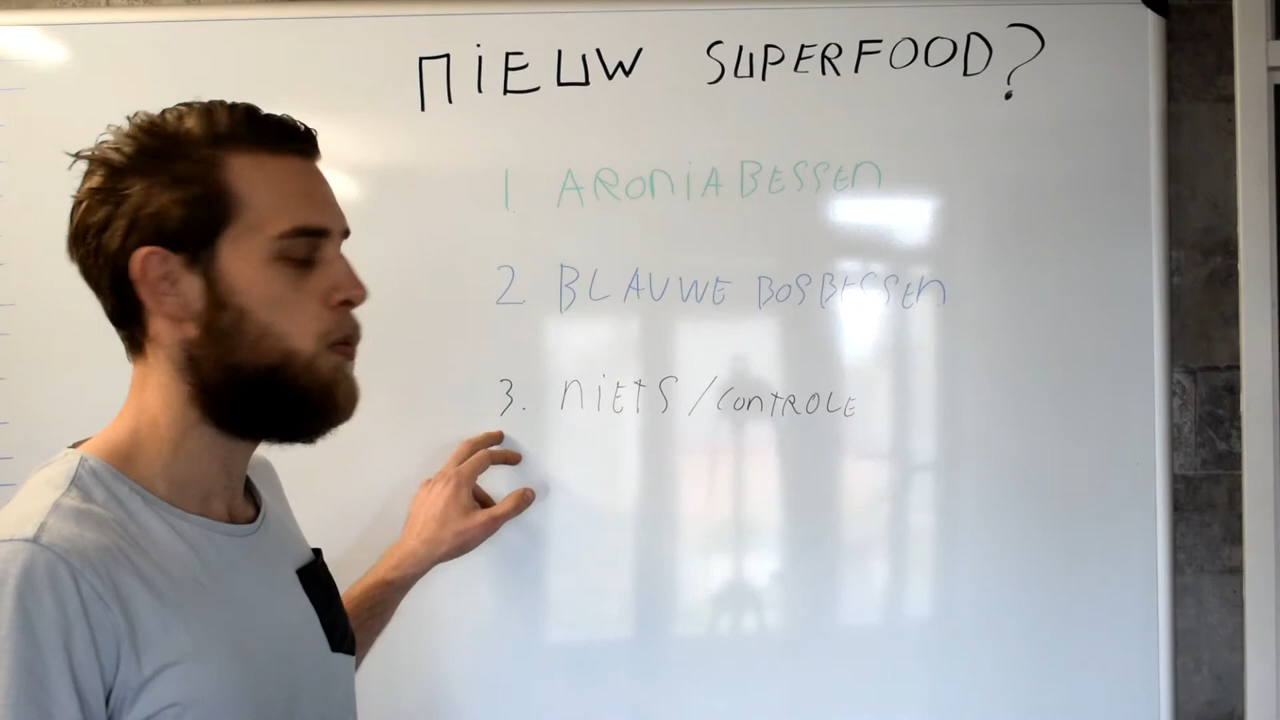 NIEUW SUPERFOOD?
1. ARONIABESSEN
2 BLAUWE BOSBESSEN
3. NIETS/CONTROLE